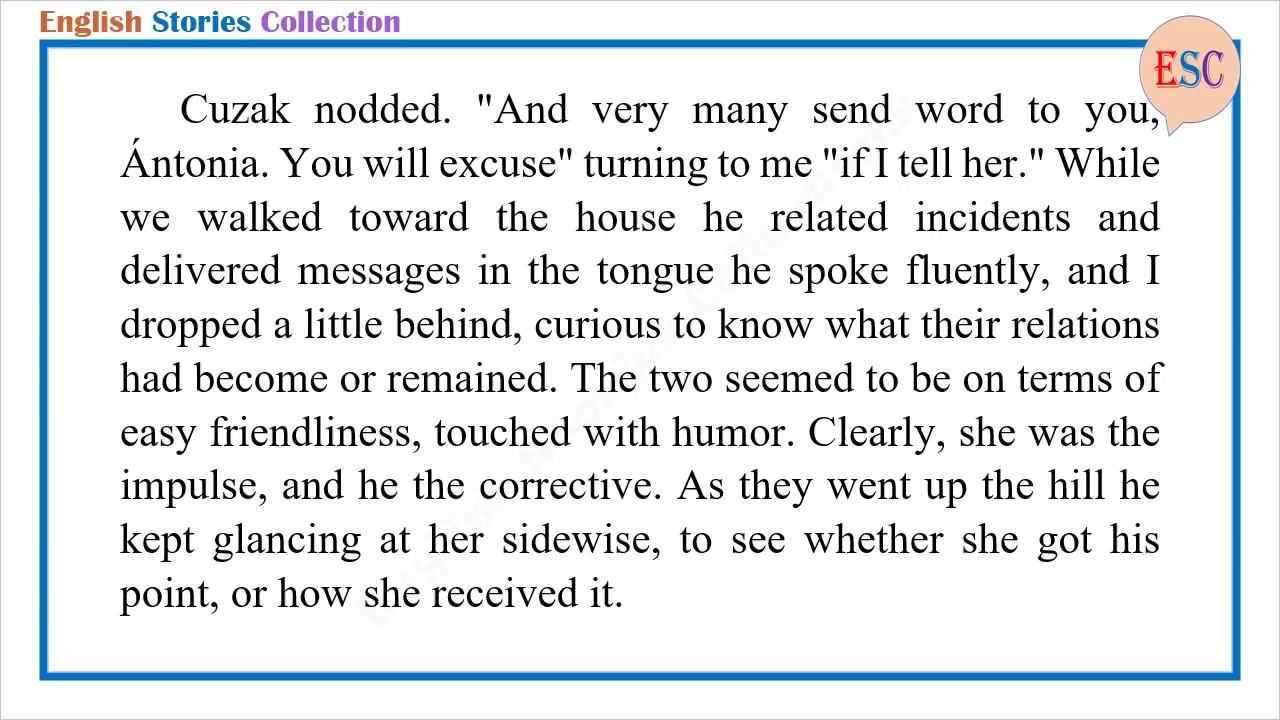 English Stories Collection
ESC
Cuzak nodded. "And very many send word to you,
Ántonia. You will excuse" turning to me "if I tell her." While
we walked toward the house he related incidents and
delivered messages in the tongue he spoke fluently, and I
dropped a little behind, curious to know what their relations
had become or remained. The two seemed to be on terms of
easy friendliness, touched with humor. Clearly, she was the
impulse, and he the corrective. As they went up the hill he
kept glancing at her sidewise, to see whether she got his
point, or how she received it.